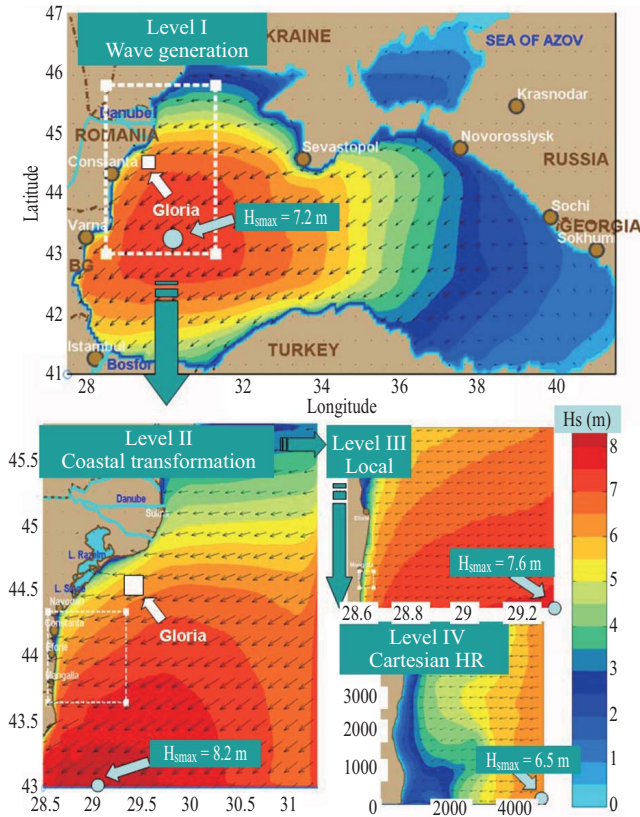 47
Level I
Wave generation
UKRAINE
SEA OF AZOV
46
Danube
Krasnodar
45
ROMANIA
Sevastopol
Novorossiysk
Constanta
RUSSIA
Latitude
44
Gloria
Hsmax = 7.2 m
Sochi
GEORGIA
Varna
Sokhumi
43
BG
42
Istambul
TURKEY
41
Bosfor
28
32
34
36
38
40
Longitude
Level II
Coastal transformation
Level III
Local
Hs (m)
45.5
Danube
Sulina
45
L. Razelm
44.5
L. Sinoe
Navodari
Gloria
Constanta
Eforie
44
Mangalia
43.5
Hsmax = 8.2 m
43
28.5
29
29.5
30
30.5
31
Hsmax = 7.6 m
28.6
28.8
29
29.2
Level IV
Cartesian HR
3000
2000
1000
Hsmax = 6.5 m
0
0
2000
4000
8
7
6
5
4
3
2
1
0